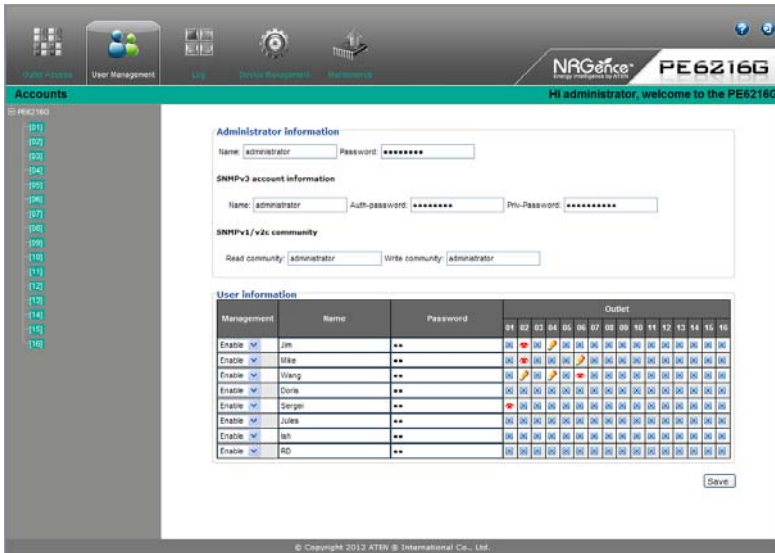 Outlet Access
User Management
Log
Device Management
Maintenance
NRGence™
Energy Intelligence by ATEN
PE6216G
Accounts
Hi administrator, welcome to the PE6216G
PE6216G
[01]
[02]
[03]
[04]
[05]
[06]
[07]
[08]
[09]
[10]
[11]
[12]
[13]
[14]
[15]
[16]
Administrator information
Name: administrator Password: ••••••••
SNMPv3 account information
Name: administrator Auth-password: •••••••• Priv-Password: ••••••••••
SNMPv1/v2c community
Read community: administrator Write community: administrator
User information
Management Name Password Outlet
01 02 03 04 05 06 07 08 09 10 11 12 13 14 15 16
Enable Jim ••
Enable Mike ••
Enable Wang ••
Enable Doris ••
Enable Sergei ••
Enable Jules ••
Enable Ish ••
Enable RD ••
Save
© Copyright 2012 ATEN ® International Co., Ltd.